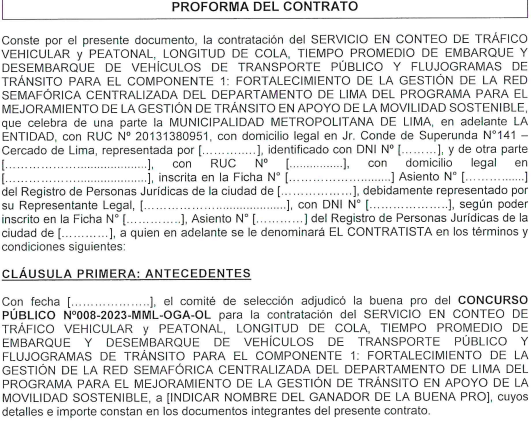 PROFORMA DEL CONTRATO
Conste por el presente documento, la contratación del SERVICIO EN CONTEO DE TRÁFICO
VEHICULAR y PEATONAL, LONGITUD DE COLA, TIEMPO PROMEDIO DE EMBARQUE Y
DESEMBARQUE DE VEHÍCULOS DE TRANSPORTE PÚBLICO Y FLUJOGRAMAS DE
TRÁNSITO PARA EL COMPONENTE 1: FORTALECIMIENTO DE LA GESTIÓN DE LA RED
SEMAFÓRICA CENTRALIZADA DEL DEPARTAMENTO DE LIMA DEL PROGRAMA PARA EL
MEJORAMIENTO DE LA GESTIÓN DE TRÁNSITO EN APOYO DE LA MOVILIDAD SOSTENIBLE,
que celebra de una parte la MUNICIPALIDAD METROPOLITANA DE LIMA, en adelante LA
ENTIDAD, con RUC Nº 20131380951, con domicilio legal en Jr. Conde de Superunda N°141 –
Cercado de Lima, representada por […………..], identificado con DNI Nº [………], y de otra parte
[……………………………….], con RUC Nº [................], con domicilio legal en
[……………………………….], inscrita en la Ficha N° [……………………….] Asiento N° [……….......]
del Registro de Personas Jurídicas de la ciudad de [………………], debidamente representado por
su Representante Legal, [……………………………….], con DNI N° [………………..], según poder
inscrito en la Ficha N° […………..], Asiento N° […………] del Registro de Personas Jurídicas de la
ciudad de […………], a quien en adelante se le denominará EL CONTRATISTA en los términos y
condiciones siguientes:
CLÁUSULA PRIMERA: ANTECEDENTES
Con fecha [………………..], el comité de selección adjudicó la buena pro del CONCURSO
PÚBLICO Nº008-2023-MML-OGA-OL para la contratación del SERVICIO EN CONTEO DE
TRÁFICO VEHICULAR y PEATONAL, LONGITUD DE COLA, TIEMPO PROMEDIO DE
EMBARQUE Y DESEMBARQUE DE VEHÍCULOS DE TRANSPORTE PÚBLICO Y
FLUJOGRAMAS DE TRÁNSITO PARA EL COMPONENTE 1: FORTALECIMIENTO DE LA
GESTIÓN DE LA RED SEMAFÓRICA CENTRALIZADA DEL DEPARTAMENTO DE LIMA DEL
PROGRAMA PARA EL MEJORAMIENTO DE LA GESTIÓN DE TRÁNSITO EN APOYO DE LA
MOVILIDAD SOSTENIBLE, a [INDICAR NOMBRE DEL GANADOR DE LA BUENA PRO], cuyos
detalles e importe constan en los documentos integrantes del presente contrato.